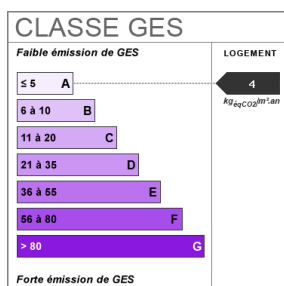 CLASSE GES
Faible émission de GES
LOGEMENT
≤ 5 A
4
6 à 10 B
kgéqCO2/m².an
11 à 20 C
21 à 35 D
36 à 55 E
56 à 80 F
> 80 G
Forte émission de GES